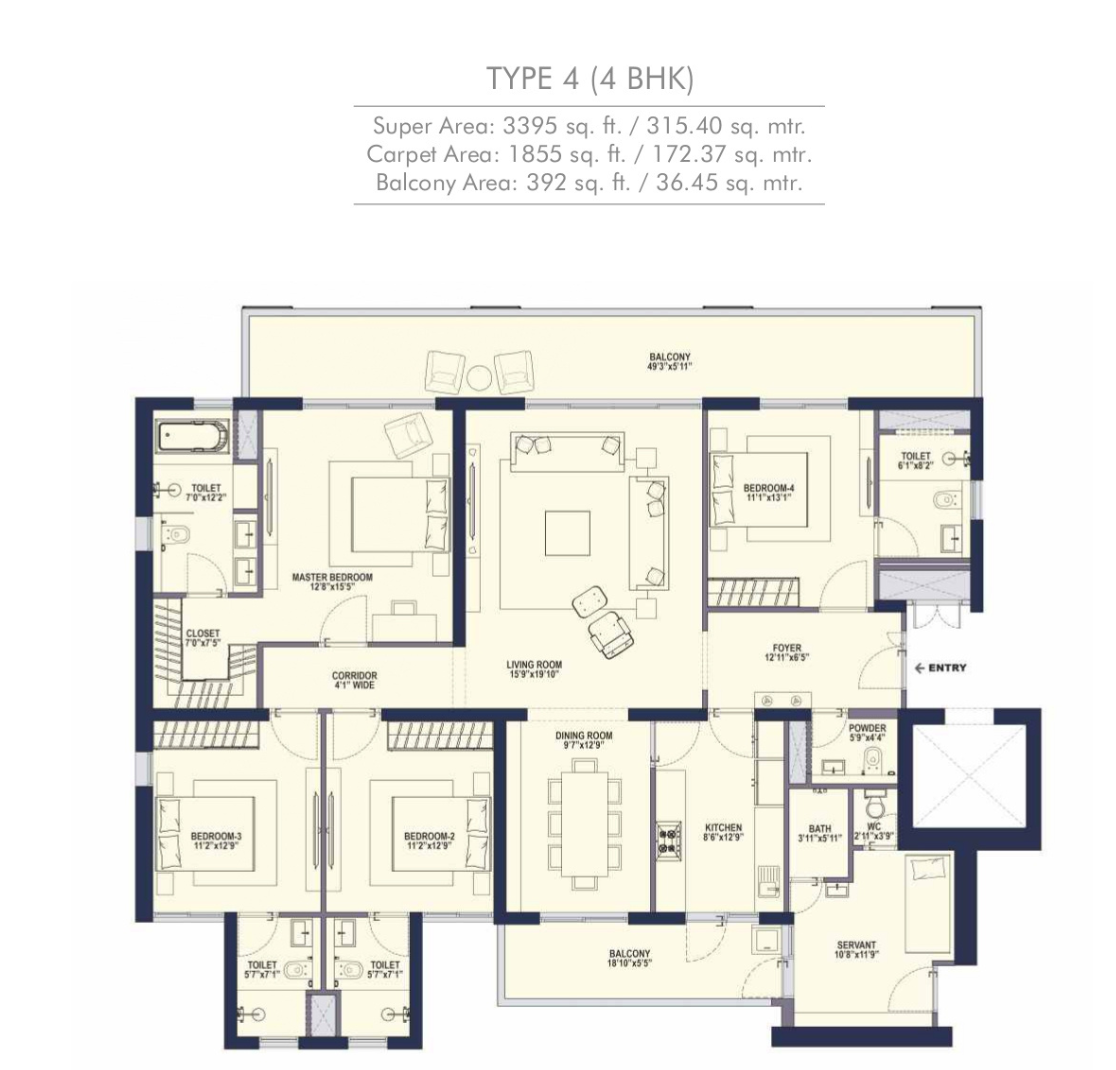 TYPE 4 (4 BHK)
Super Area: 3395 sq. ft. / 315.40 sq. mtr.
Carpet Area: 1855 sq. ft. / 172.37 sq. mtr.
Balcony Area: 392 sq. ft. / 36.45 sq. mtr.
BALCONY
49'3"x5'11"
TOILET
7'0"x12'2"
MASTER BEDROOM
12'8"x15'5"
BEDROOM-4
11'1"x13'1"
TOILET
6'1"x8'2"
CLOSET
7'0"x7'5"
CORRIDOR
4'1" WIDE
LIVING ROOM
15'9"x19'10"
FOYER
12'11"x6'5"
← ENTRY
DINING ROOM
9'7"x12'9"
POWDER
5'9"x4'4"
BEDROOM-3
11'2"x12'9"
BEDROOM-2
11'2"x12'9"
KITCHEN
8'6"x12'9"
BATH
3'11"x5'11"
WC
2'11"x3'9"
TOILET
5'7"x7'1"
TOILET
5'7"x7'1"
BALCONY
18'10"x5'5"
SERVANT
10'8"x11'9"